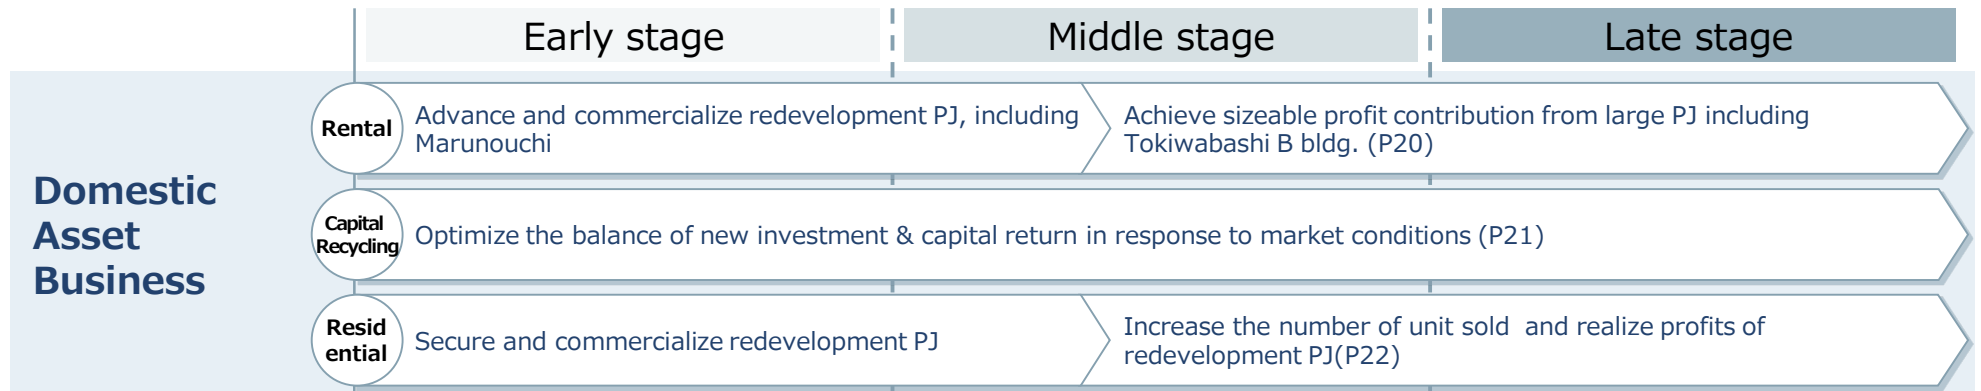 Early stage
Middle stage
Late stage
Domestic
Asset
Business
Rental
Advance and commercialize redevelopment PJ, including
Marunouchi
Achieve sizeable profit contribution from large PJ including
Tokiwabashi B bldg. (P20)
Capital
Recycling
Optimize the balance of new investment & capital return in response to market conditions (P21)
Resid
ential
Secure and commercialize redevelopment PJ
Increase the number of unit sold  and realize profits of
redevelopment PJ(P22)